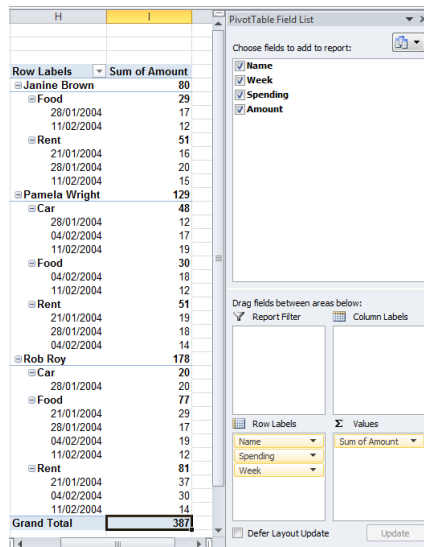 H I
Row Labels Sum of Amount
Janine Brown 80
Food 29
28/01/2004 17
11/02/2004 12
Rent 51
21/01/2004 16
28/01/2004 20
11/02/2004 15
Pamela Wright 129
Car 48
28/01/2004 12
04/02/2004 17
11/02/2004 19
Food 30
04/02/2004 18
11/02/2004 12
Rent 51
21/01/2004 19
28/01/2004 18
04/02/2004 14
Rob Roy 178
Car 20
28/01/2004 20
Food 77
21/01/2004 29
28/01/2004 17
04/02/2004 19
11/02/2004 12
Rent 81
21/01/2004 37
04/02/2004 30
11/02/2004 14
Grand Total 387
PivotTable Field List
Choose fields to add to report:
Name
Week
Spending
Amount
Drag fields between areas below:
Report Filter Column Labels
Row Labels Σ Values
Name Sum of Amount
Spending
Week
Defer Layout Update Update